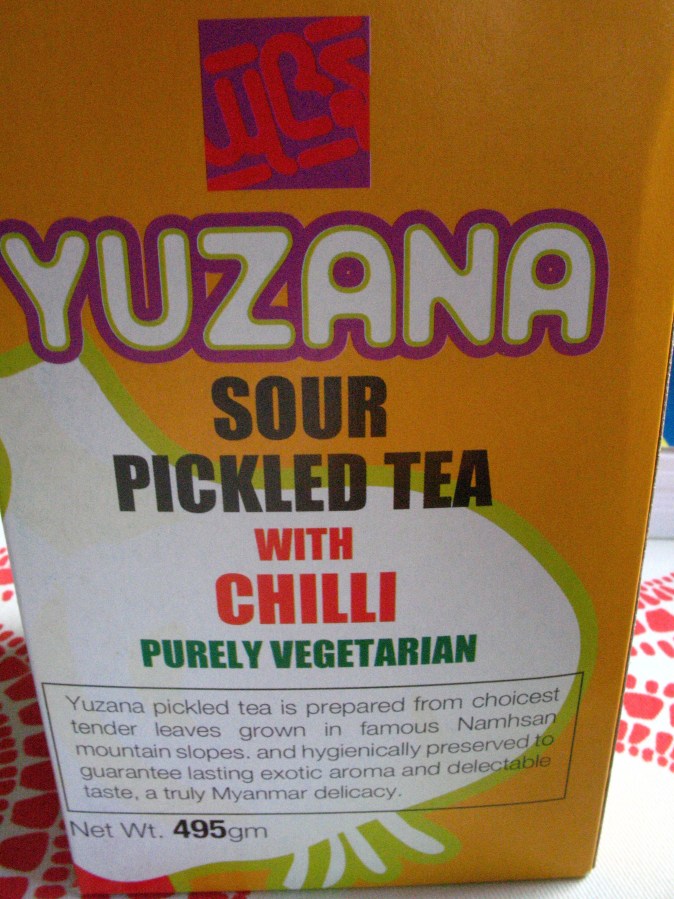 YUZANA
SOUR
PICKLED TEA
WITH
CHILLI
PURELY VEGETARIAN
Yuzana pickled tea is prepared from choicest
tender leaves grown in famous Namhsan
mountain slopes. and hygienically preserved to
guarantee lasting exotic aroma and delectable
taste, a truly Myanmar delicacy.
Net Wt. 495gm